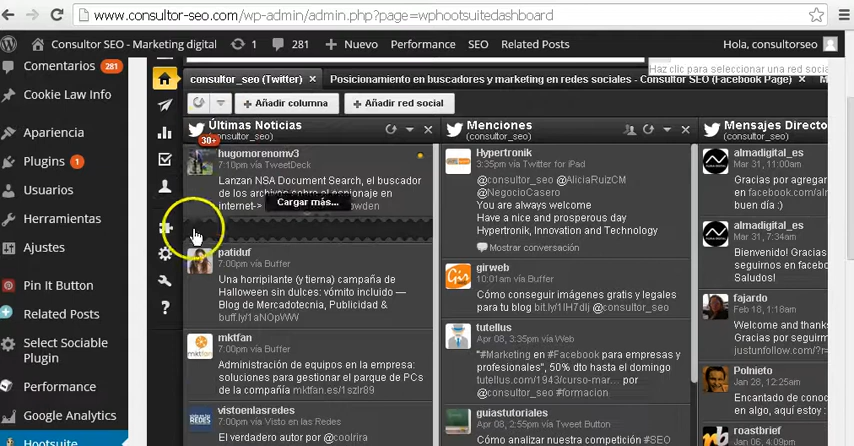 www.consultor-seo.com/wp-admin/admin.php?page=wphootsuitedashboard
Consultor SEO - Marketing digital
1
281
Nuevo
Performance
SEO
Related Posts
Hola, consultorseo
Comentarios 281
Cookie Law Info
Apariencia
Plugins 1
Usuarios
Herramientas
Ajustes
Pin It Button
Related Posts
Select Sociable
Plugin
Performance
Google Analytics
Hootsuite
Haz clic para seleccionar una red socia
consultor_seo (Twitter) ×
Posicionamiento en buscadores y marketing en redes sociales - Consultor SEO (Facebook Page) ×
Añadir columna
Añadir red social
Últimas Noticias
(consultor_seo)
30+
hugomorenomv3
7:10pm vía TweetDeck
Lanzan NSA Document Search, el buscador
de los archivos sobre el espionaje en
internet->
owden
Cargar más...
patiduf
7:00pm vía Buffer
Una horripilante (y tierna) campaña de
Halloween sin dulces: vómito incluido —
Blog de Mercadotecnia, Publicidad &
buff.ly/1aNOpWW
mktfan
7:00pm vía Buffer
Administración de equipos en la empresa:
soluciones para gestionar el parque de PCs
de la compañía mktfan.es/1szlr89
vistoenlasredes
7:00pm vía Visto en las Redes
El verdadero autor por @coolrira
Menciones
(consultor_seo)
Hypertronik
3:35pm vía Twitter for iPad
@consultor_seo @AliciaRuizCM
@NegocioCasero
You are always welcome
Have a nice and prosperous day
Hypertronik, Innovation and Technology
Mostrar conversación
girweb
10:01am vía Buffer
Cómo conseguir imágenes gratis y legales
para tu blog bit.ly/1IH7dIj @consultor_seo
tutellus
Apr 08, 3:35pm vía Web
"#Marketing en #Facebook para empresas y
profesionales", 50% dto hasta el domingo
tutellus.com/1943/curso-mar... por
@consultor_seo #formacion
guiastutoriales
Apr 08, 2:55pm vía Tweet Button
Cómo analizar nuestra competición #SEO
Mensajes Directo
(consultor_seo)
almadigital_es
Mar 31, 11:00am
Gracias por agregar
en facebook.com/alm
buen día :)
almadigital_es
Mar 31, 7:34am
Bienvenido! Gracias
seguirnos en faceboo
Saludos!
fajardo
Feb 18, 1:18am
Welcome and thanks
justunfollow.com/?r=
Polnieto
Jan 28, 12:25am
Encantado de conoc
en algo, aquí estoy :
roastbrief